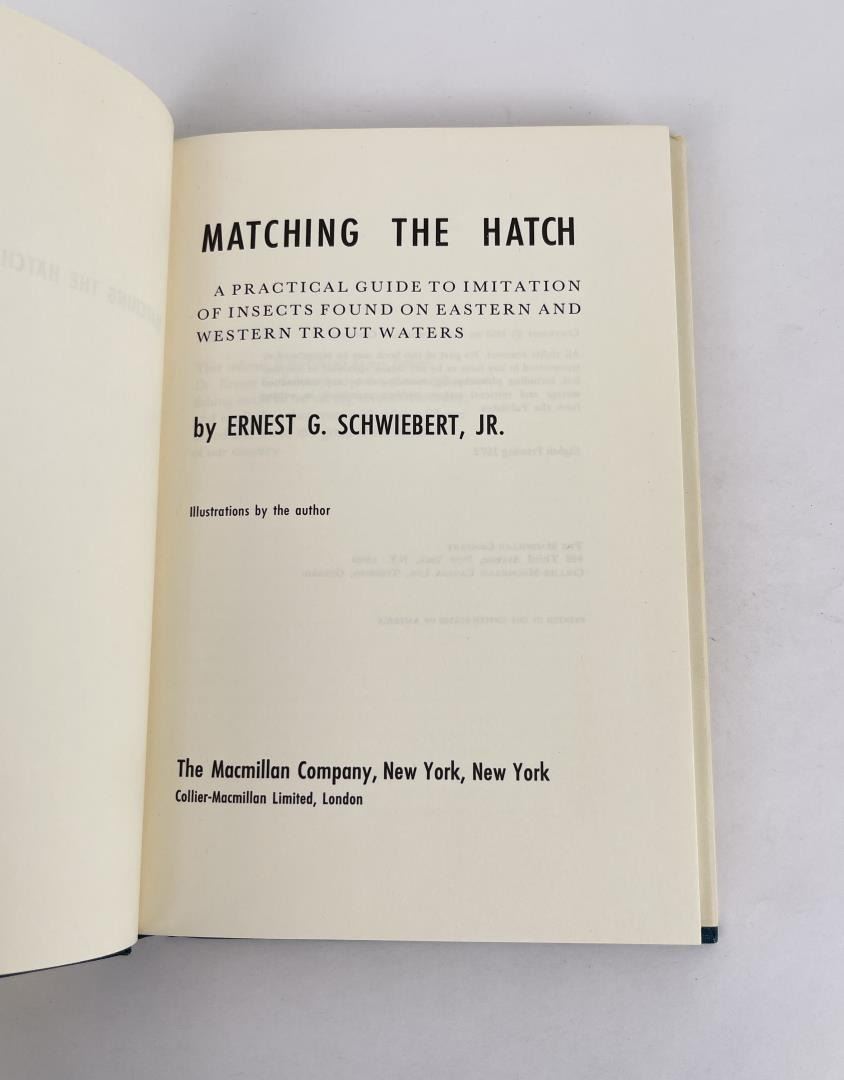 MATCHING THE HATCH
A PRACTICAL GUIDE TO IMITATION
OF INSECTS FOUND ON EASTERN AND
WESTERN TROUT WATERS
by ERNEST G. SCHWIEBERT, JR.
Illustrations by the author
The Macmillan Company, New York, New York
Collier-Macmillan Limited, London